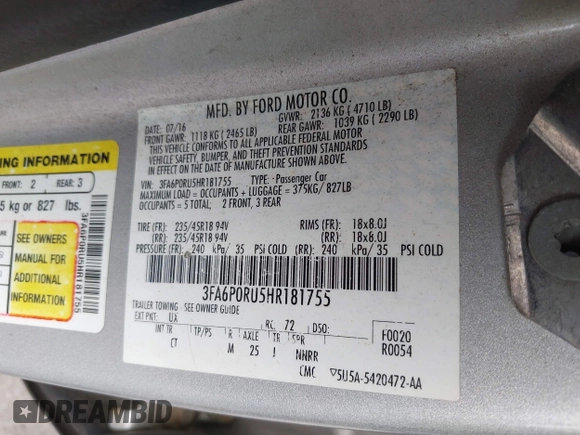 MFD. BY FORD MOTOR CO.
DATE: 07/16 GVWR: 2136 KG ( 4710 LB)
FRONT GAWR: 1118 KG ( 2465 LB) REAR GAWR: 1039 KG ( 2290 LB)
THIS VEHICLE CONFORMS TO ALL APPLICABLE FEDERAL MOTOR
VEHICLE SAFETY, BUMPER, AND THEFT PREVENTION STANDARDS
IN EFFECT ON THE DATE OF MANUFACTURE SHOWN ABOVE.
VIN: 3FA6P0RU5HR181755 TYPE: -Passenger Car
MAXIMUM LOAD = OCCUPANTS + LUGGAGE = 375KG/ 827LB
OCCUPANTS = 5 TOTAL, 2 FRONT, 3 REAR
TIRE (FR): 235/45R18 94V RIMS (FR): 18x8.0J
(RR): 235/45R18 94V (RR): 18x8.0J
PRESSURE (FR): 240 kPa/ 35 PSI COLD (RR): 240 kPa/ 35 PSI COLD
3FA6P0RU5HR181755
TRAILER TOWING - SEE OWNER GUIDE
EXT PNT: UX RC: 72 DSO: F0020
INT TR TP/PS R AXLE TR SPR R0054
CT M 25 J NHRR
CMC ▽5U5A-5420472-AA
NG INFORMATION
FRONT: 2 REAR: 3
5 kg or 827 lbs.
SEE OWNERS
MANUAL FOR
ADDITIONAL
INFORMATION
3FA6P0RU5HR181755
DREAMBID